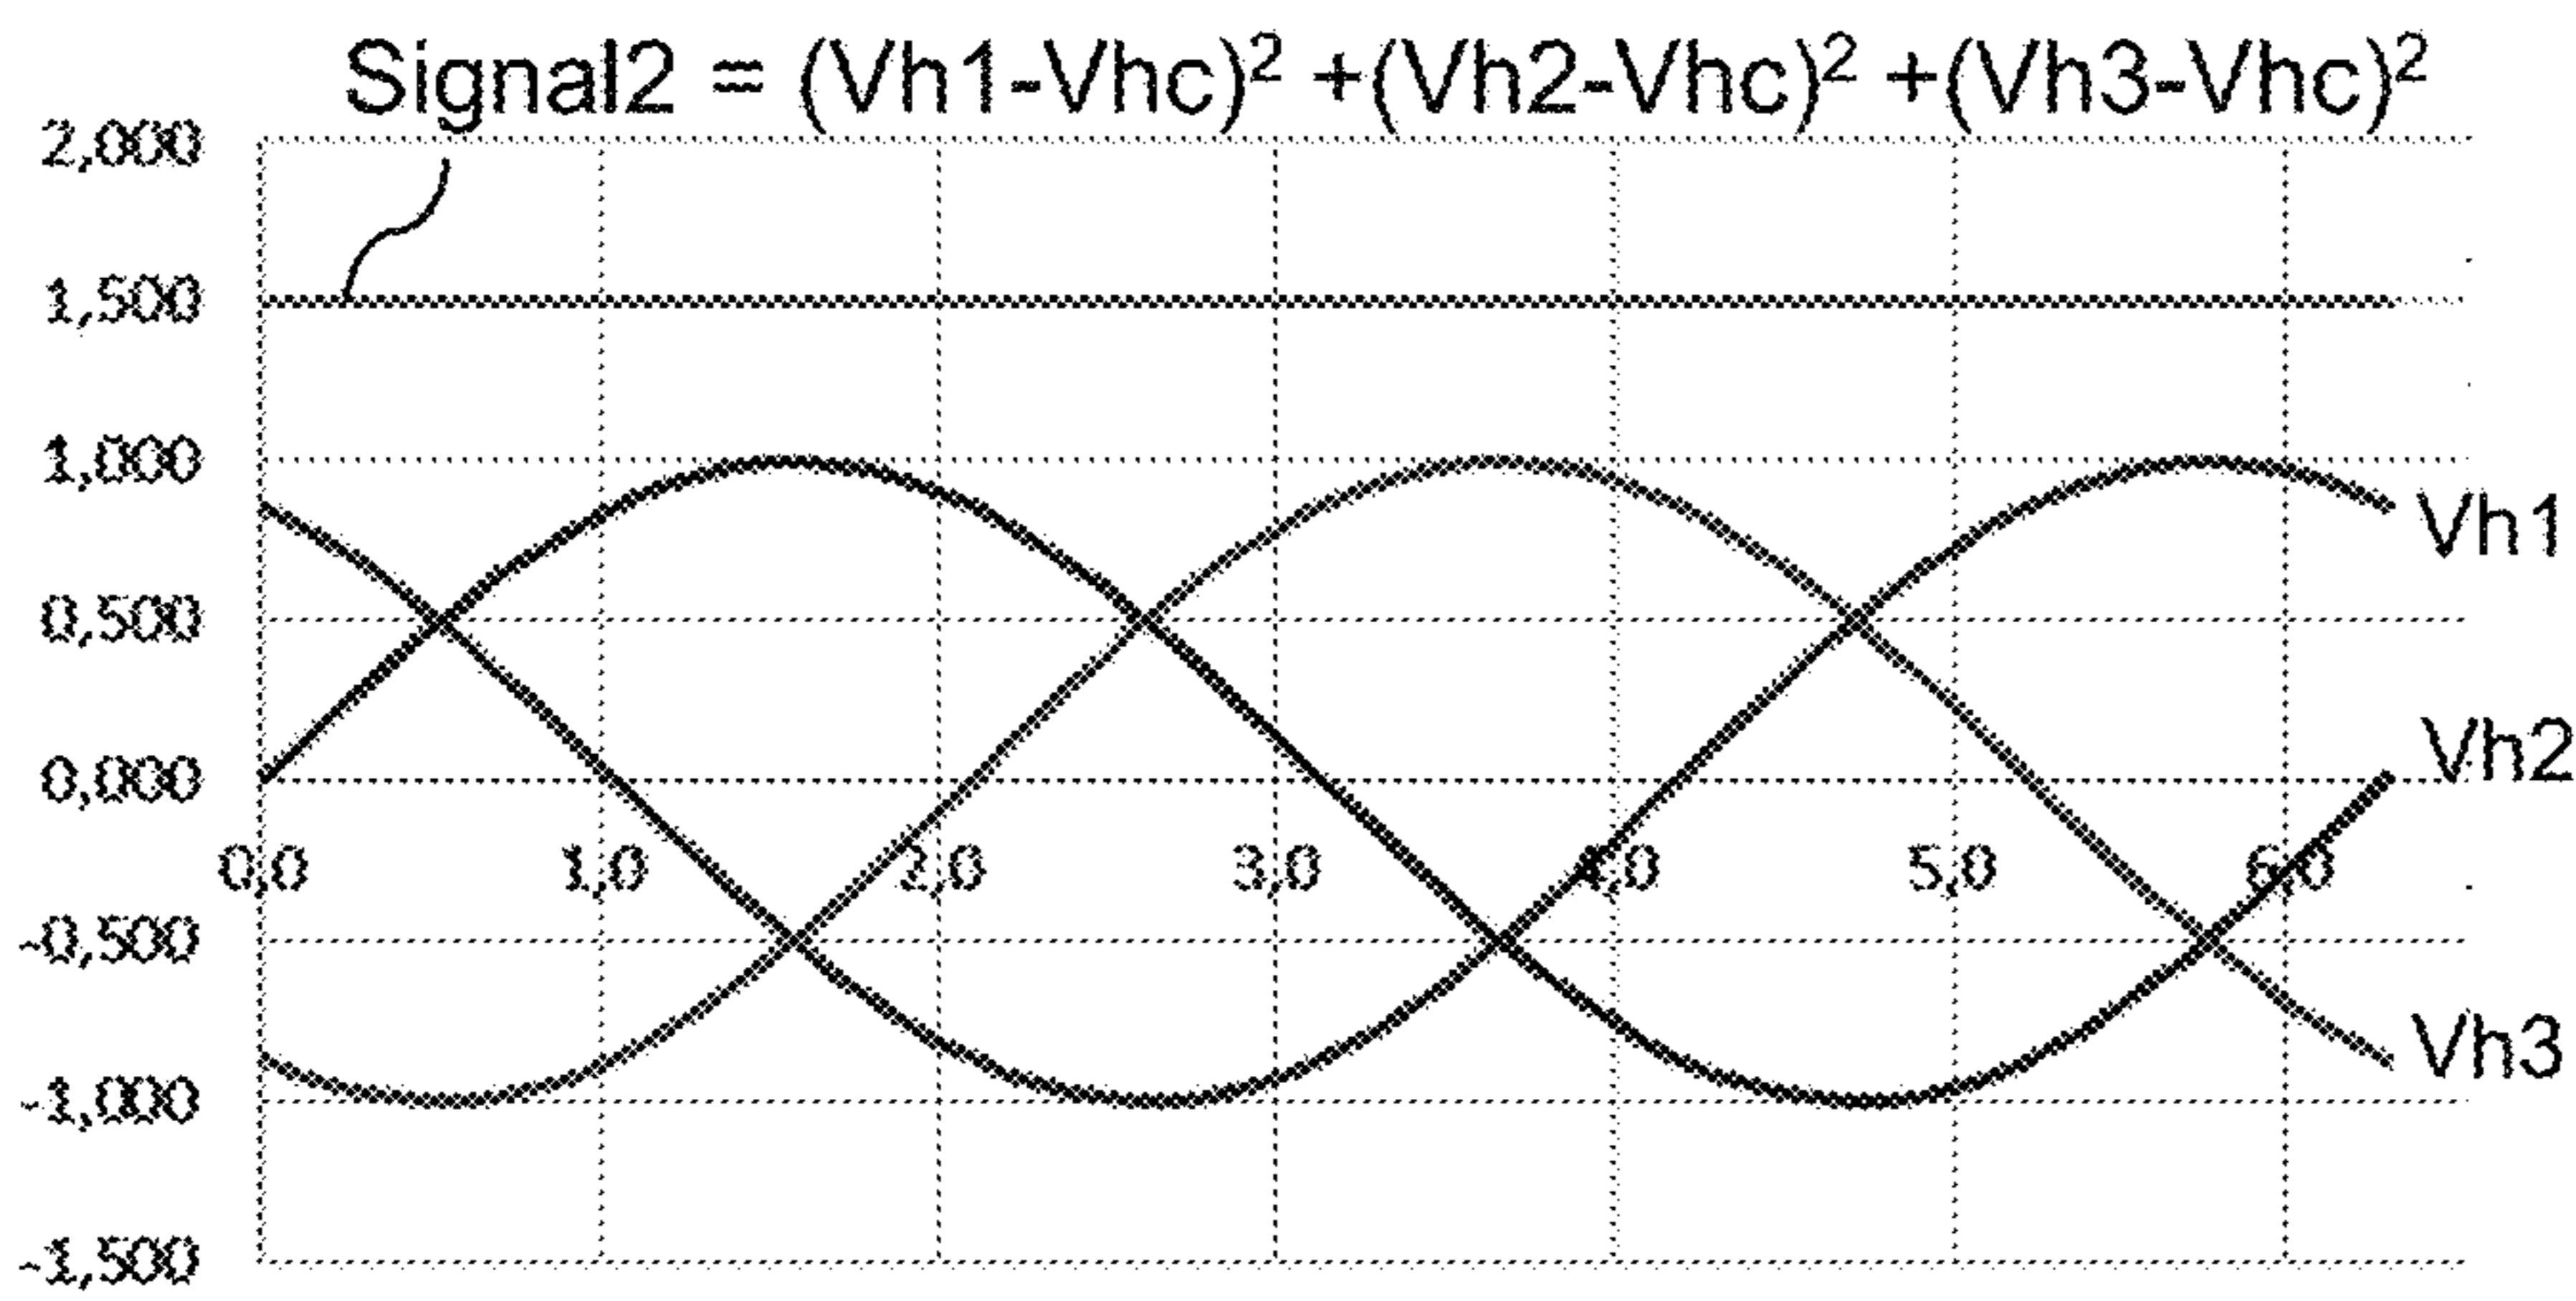 Signal2 = (Vh1-Vhc)² +(Vh2-Vhc)² +(Vh3-Vhc)²
2,000
1,500
1,000
0,500
0,000
-0,500
-1,000
-1,500
0,0 1,0 2,0 3,0 4,0 5,0 6,0
Vh1
Vh2
Vh3